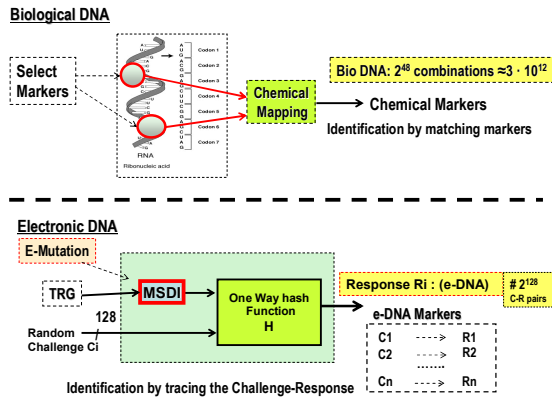 Biological DNA
Select
Markers
A
U
G
A
C
G
G
A
G
C
U
U
C
G
G
A
G
C
U
A
G
Codon 1
Codon 2
Codon 3
Codon 4
Codon 5
Codon 6
Codon 7
RNA
Ribonucleic acid
Chemical
Mapping
Bio DNA: 2⁴⁸ combinations ≈3 · 10¹²
Chemical Markers
Identification by matching markers
Electronic DNA
E-Mutation
TRG
MSDI
128
Random
Challenge Ci
One Way hash
Function
H
Response Ri : (e-DNA)
# 2¹²⁸
C-R pairs
e-DNA Markers
C1 R1
C2 R2
.......
Cn Rn
Identification by tracing the Challenge-Response